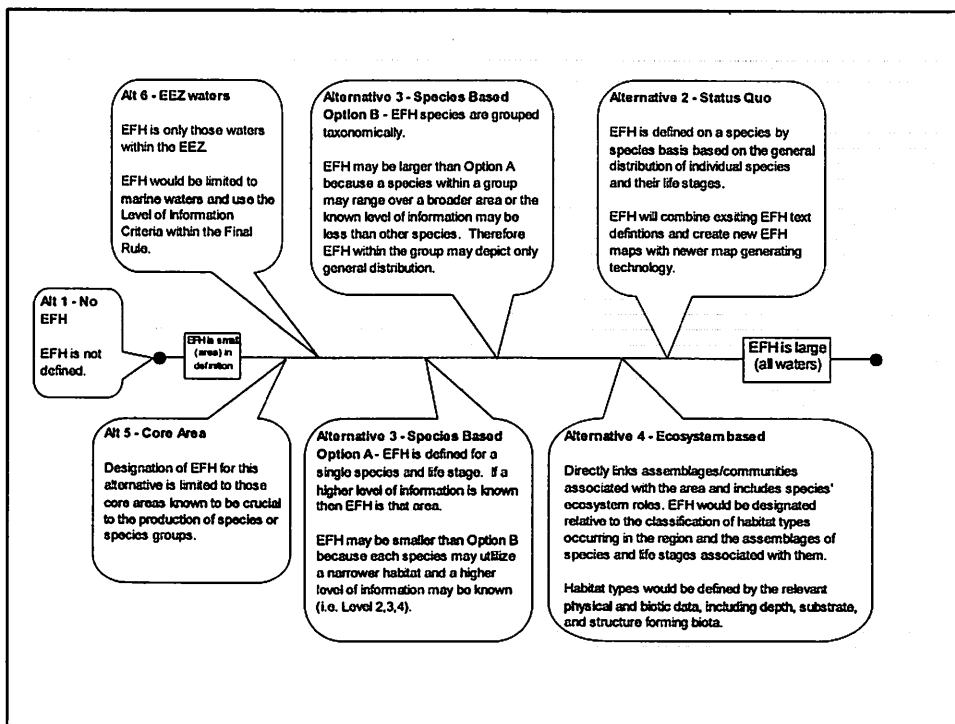 Alt 6 - EEZ waters
EFH is only those waters
within the EEZ.
EFH would be limited to
marine waters and use the
Level of Information
Criteria within the Final
Rule.
Alternative 3 - Species Based
Option B - EFH species are grouped
taxonomically.
EFH may be larger than Option A
because a species within a group
may range over a broader area or the
known level of information may be
less than other species. Therefore
EFH within the group may depict only
general distribution.
Alternative 2 - Status Quo
EFH is defined on a species by
species basis based on the general
distribution of individual species
and their life stages.
EFH will combine exsiting EFH text
defintions and create new EFH
maps with newer map generating
technology.
Alt 1 - No
EFH
EFH is not
defined.
EFH is small
(area) in
definition
EFH is large
(all waters)
Alt 5 - Core Area
Designation of EFH for this
alternative is limited to those
core areas known to be crucial
to the production of species or
species groups.
Alternative 3 - Species Based
Option A - EFH is defined for a
single species and life stage. If a
higher level of information is known
then EFH is that area.
EFH may be smaller than Option B
because each species may utilize
a narrower habitat and a higher
level of information may be known
(i.e. Level 2,3,4).
Alternative 4 - Ecosystem based
Directly links assemblages/communities
associated with the area and includes species'
ecosystem roles. EFH would be designated
relative to the classification of habitat types
occurring in the region and the assemblages of
species and life stages associated with them.
Habitat types would be defined by the relevant
physical and biotic data, including depth, substrate,
and structure forming biota.